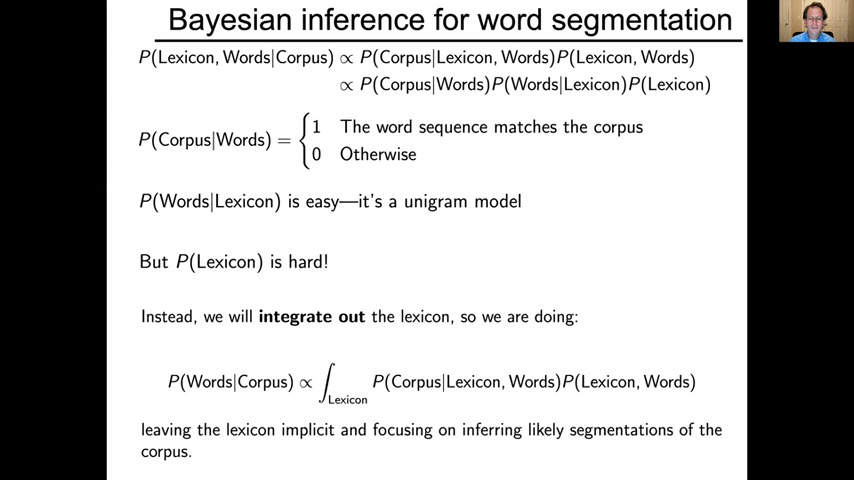 Bayesian inference for word segmentation
P(Lexicon, Words|Corpus) ∝ P(Corpus|Lexicon, Words)P(Lexicon, Words)
∝ P(Corpus|Words)P(Words|Lexicon)P(Lexicon)
P(Corpus|Words) = { 1 The word sequence matches the corpus
0 Otherwise
P(Words|Lexicon) is easy—it's a unigram model
But P(Lexicon) is hard!
Instead, we will integrate out the lexicon, so we are doing:
P(Words|Corpus) ∝ ∫Lexicon P(Corpus|Lexicon, Words)P(Lexicon, Words)
leaving the lexicon implicit and focusing on inferring likely segmentations of the
corpus.